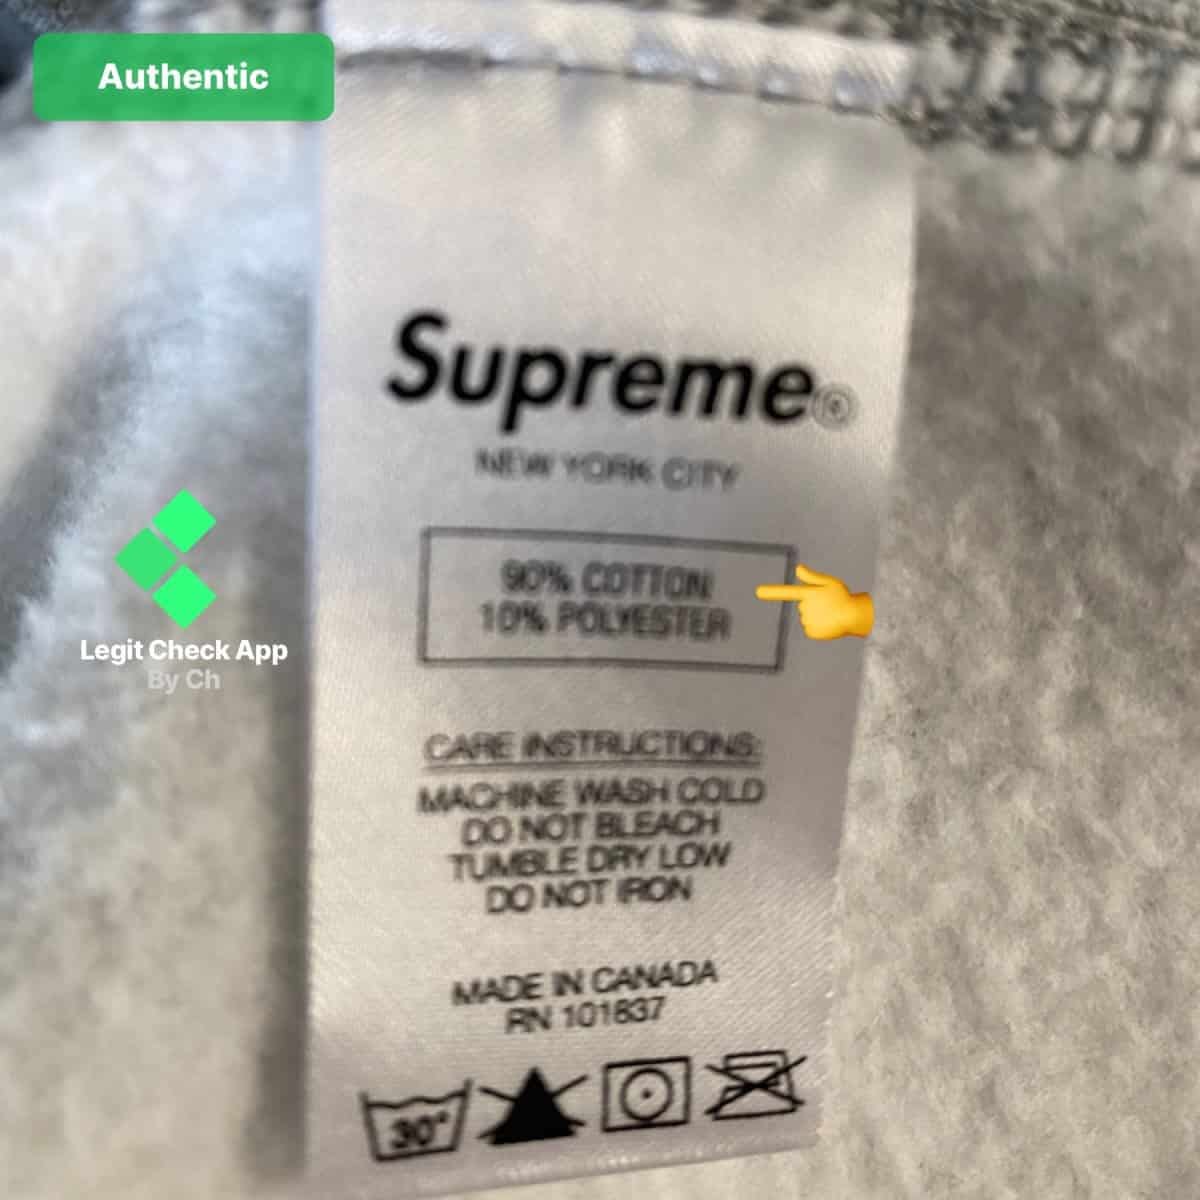 Authentic
Supreme®
NEW YORK CITY
90% COTTON
10% POLYESTER
Legit Check App
By Ch
CARE INSTRUCTIONS:
MACHINE WASH COLD
DO NOT BLEACH
TUMBLE DRY LOW
DO NOT IRON
MADE IN CANADA
RN 101837
30°